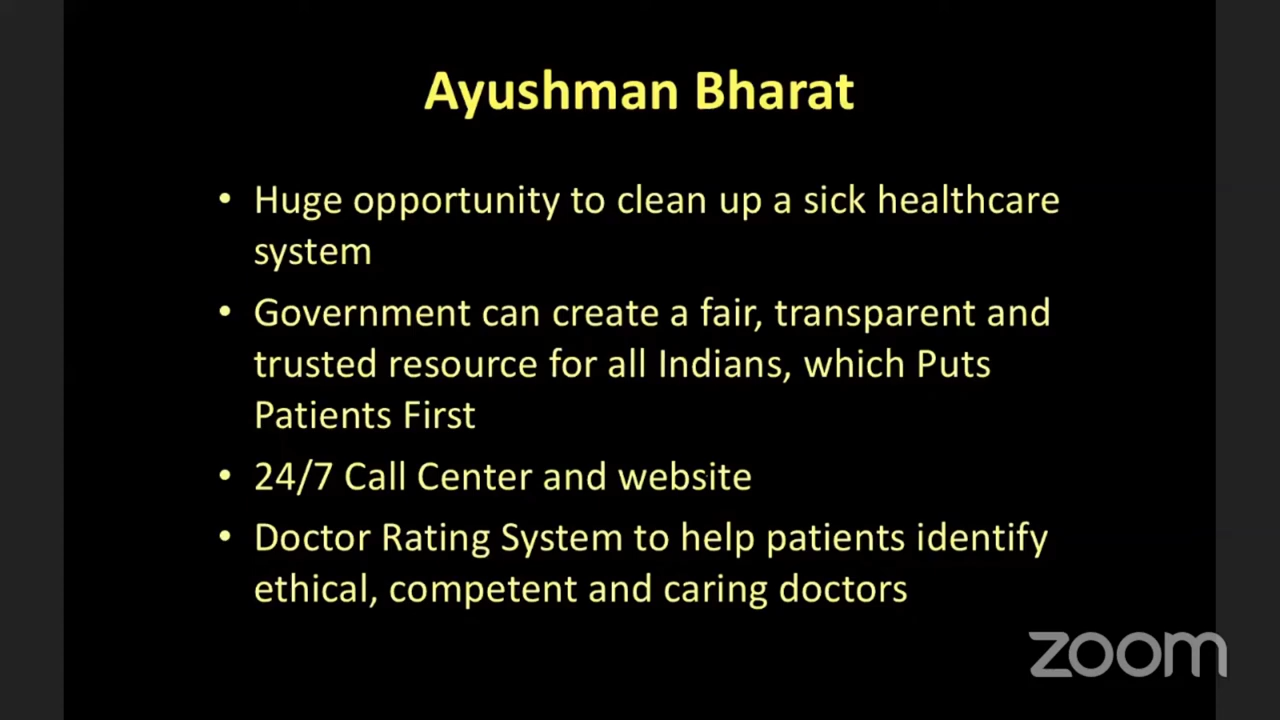 Ayushman Bharat
• Huge opportunity to clean up a sick healthcare
system
• Government can create a fair, transparent and
trusted resource for all Indians, which Puts
Patients First
• 24/7 Call Center and website
• Doctor Rating System to help patients identify
ethical, competent and caring doctors
zoom